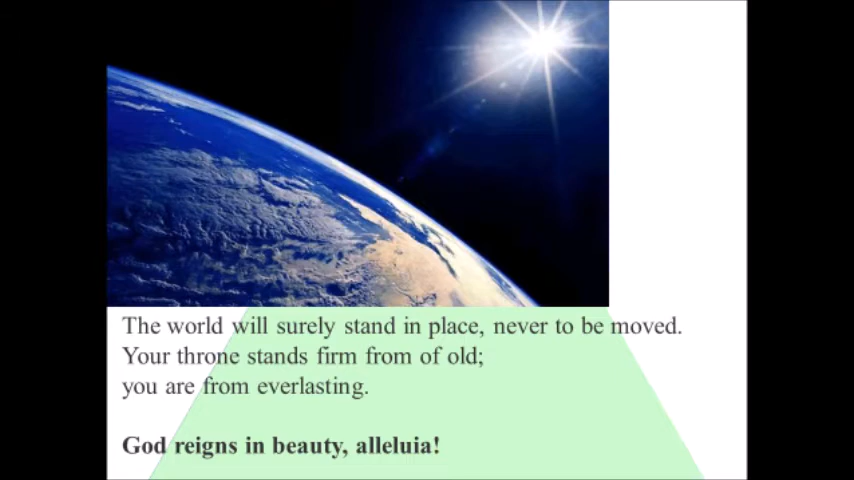 The world will surely stand in place, never to be moved.
Your throne stands firm from of old;
you are from everlasting.
God reigns in beauty, alleluia!